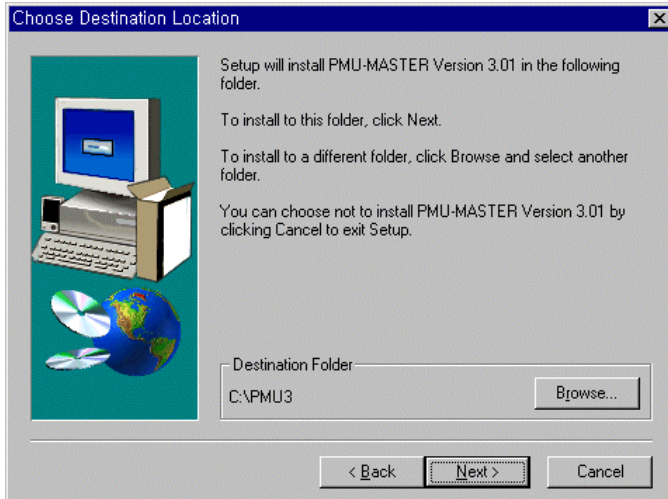 Choose Destination Location
Setup will install PMU-MASTER Version 3.01 in the following
folder.
To install to this folder, click Next.
To install to a different folder, click Browse and select another
folder.
You can choose not to install PMU-MASTER Version 3.01 by
clicking Cancel to exit Setup.
Destination Folder
C:\PMU3
Browse...
< Back
Next >
Cancel